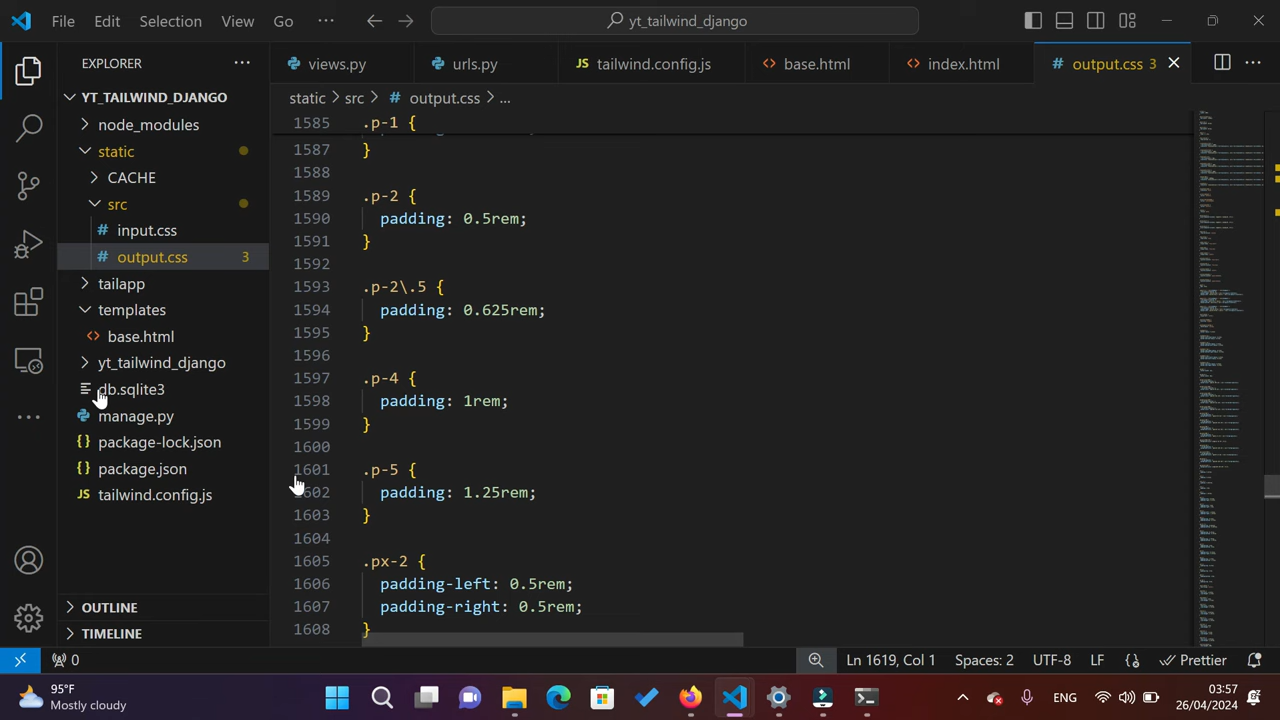 File Edit Selection View Go ··· yt_tailwind_django
EXPLORER ···
views.py urls.py JS tailwind.config.js <> base.html <> index.html # output.css 3
static > src > # output.css > ...
YT_TAILWIND_DJANGO
node_modules
static
CACHE
src
# input.css
# output.css 3
tailapp
templates
<> base.html
yt_tailwind_django
db.sqlite3
manage.py
{} package-lock.json
{} package.json
JS tailwind.config.js
OUTLINE
TIMELINE
1585 .p-1 {
1587 }
1588
1589 .p-2 {
1590 padding: 0.5rem;
1591 }
1592
1593 .p-2\.5 {
1594 padding: 0.625rem;
1595 }
1596
1597 .p-4 {
1598 padding: 1rem;
1599 }
1600
1601 .p-5 {
1602 padding: 1.25rem;
1603 }
1604
1605 .px-2 {
1606 padding-left: 0.5rem;
1607 padding-right: 0.5rem;
1608 }
0 Ln 1619, Col 1 Spaces: 2 UTF-8 LF {} Prettier
95°F
Mostly cloudy
ENG
03:57
26/04/2024